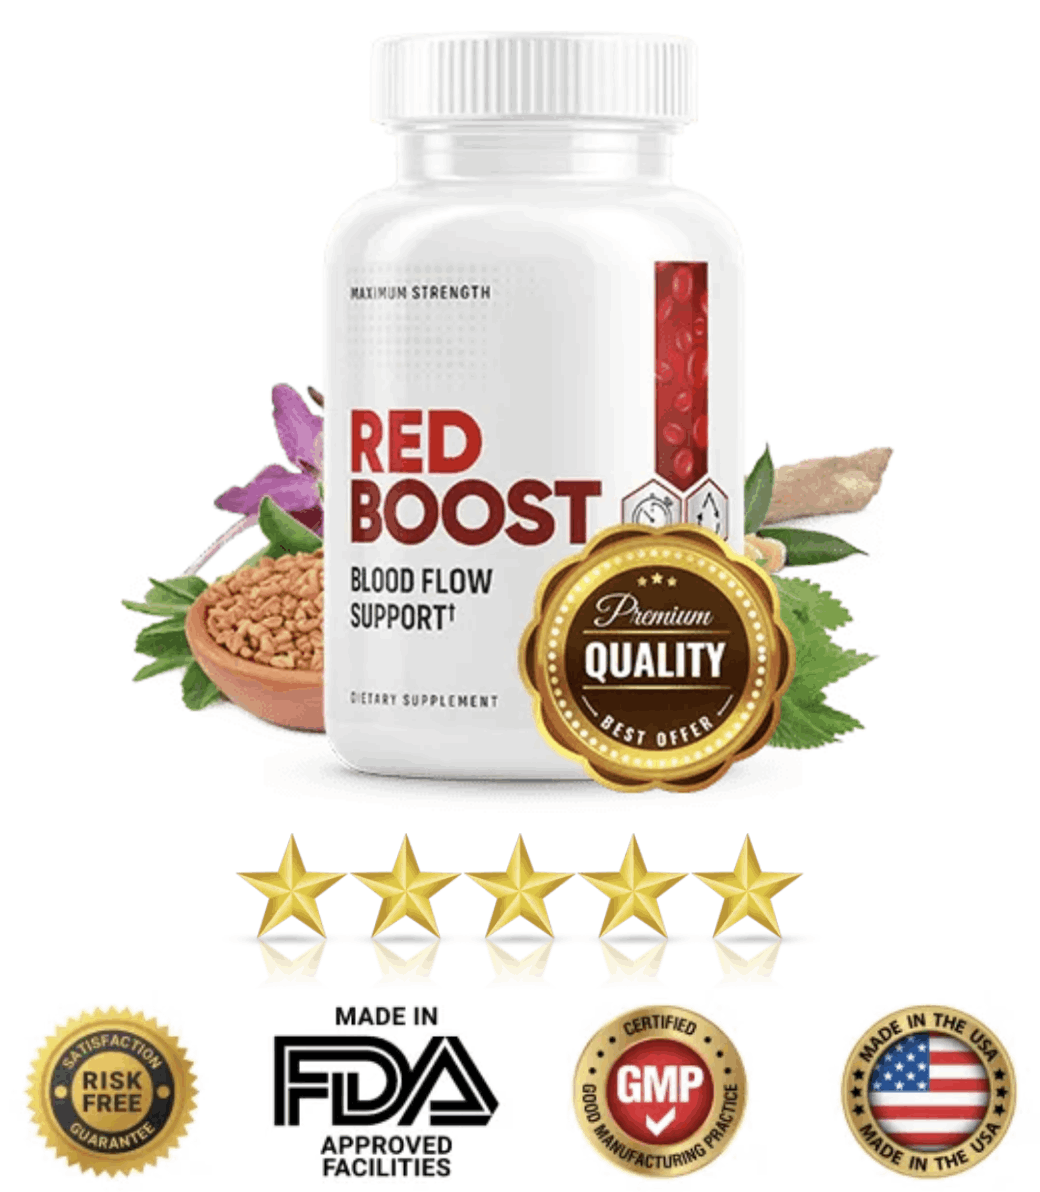 MAXIMUM STRENGTH
RED
BOOST
BLOOD FLOW
SUPPORT†
DIETARY SUPPLEMENT
Premium
QUALITY
BEST OFFER
SATISFACTION
RISK
FREE
GUARANTEE
MADE IN
FDA
APPROVED
FACILITIES
CERTIFIED
GMP
GOOD MANUFACTURING PRACTICE
MADE IN THE USA
MADE IN THE USA